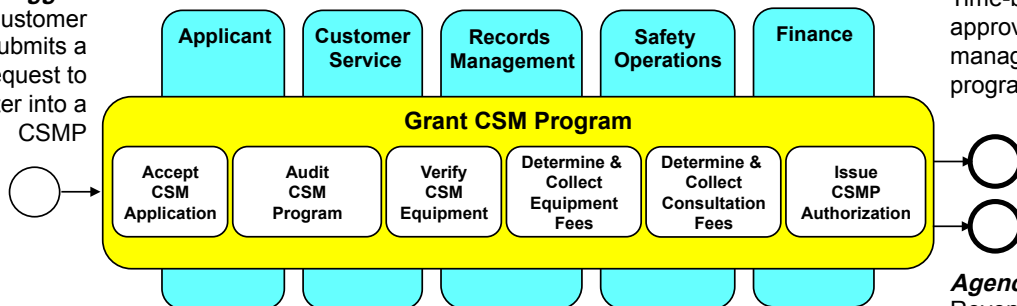 ustomer
ubmits a
quest to
er into a
CSMP
Applicant
Customer
Service
Records
Management
Safety
Operations
Finance
approv
manag
progra
Grant CSM Program
Accept
CSM
Application
Audit
CSM
Program
Verify
CSM
Equipment
Determine &
Collect
Equipment
Fees
Determine &
Collect
Consultation
Fees
Issue
CSMP
Authorization
Agenc